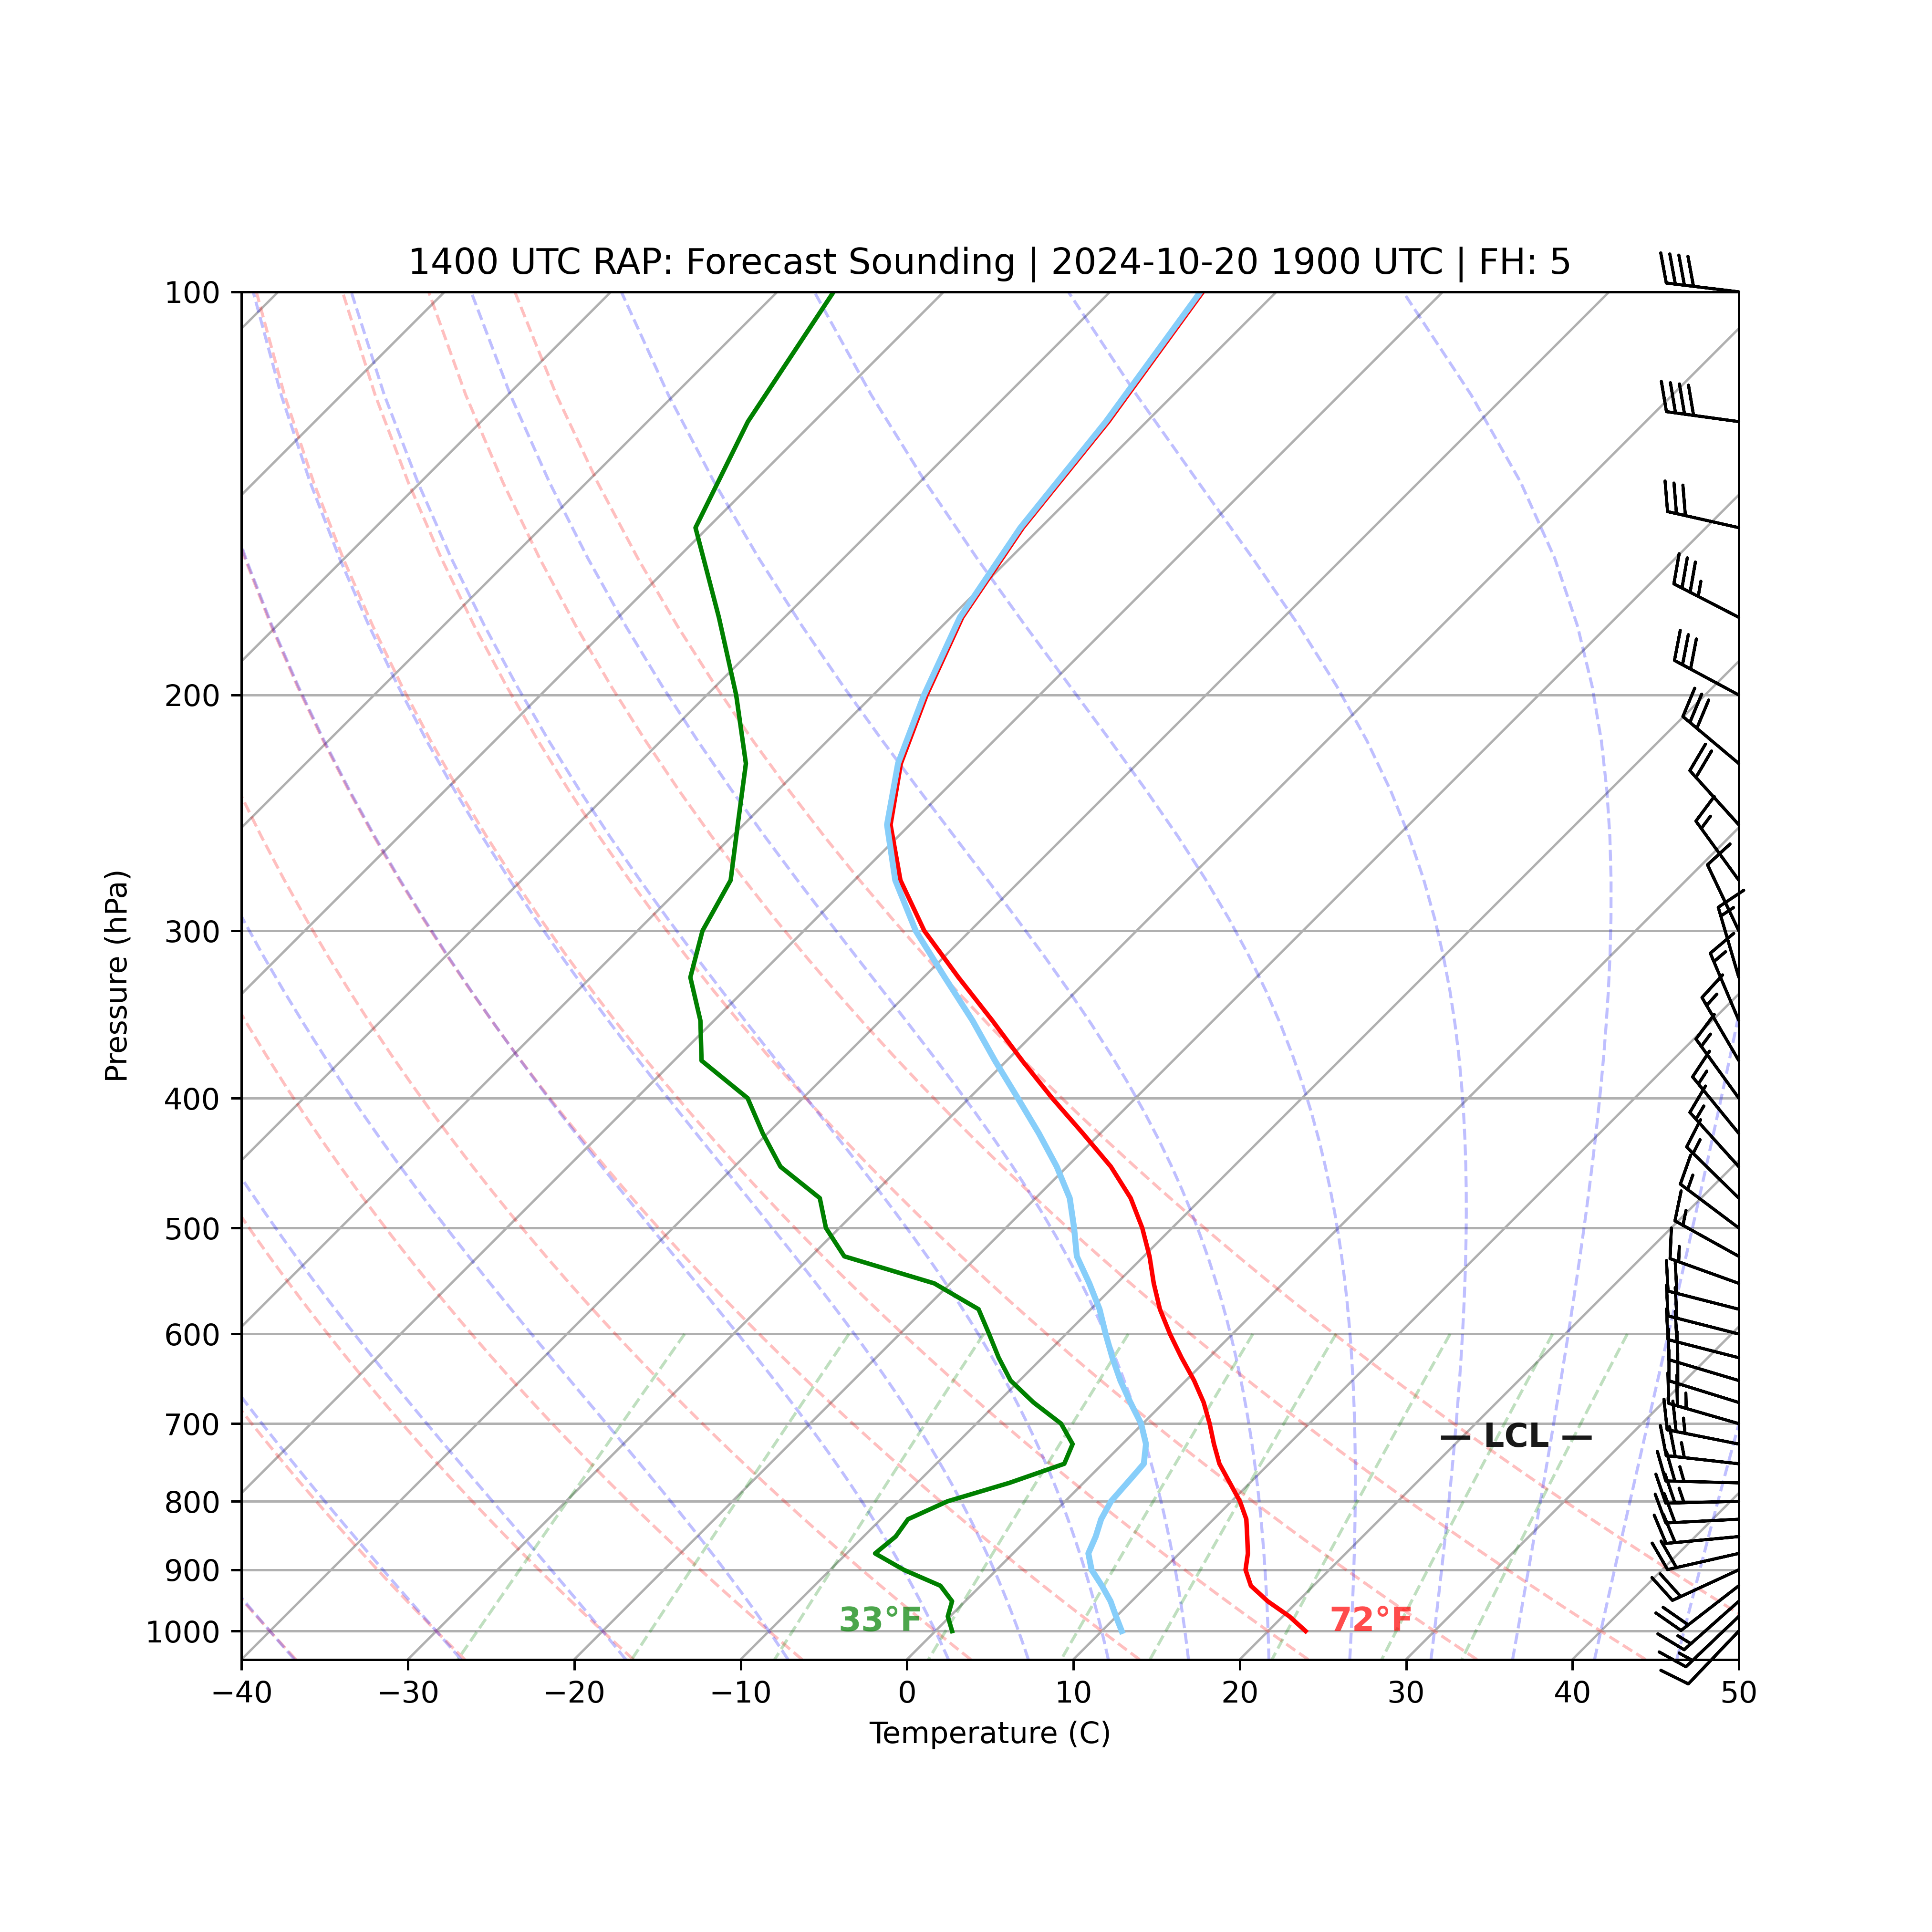 1400 UTC RAP: Forecast Sounding | 2024-10-20 1900 UTC | FH: 5
100
200
300
400
500
600
700
800
900
1000
Pressure (hPa)
— LCL —
33°F
72°F
−40 −30 −20 −10 0 10 20 30 40 50
Temperature (C)